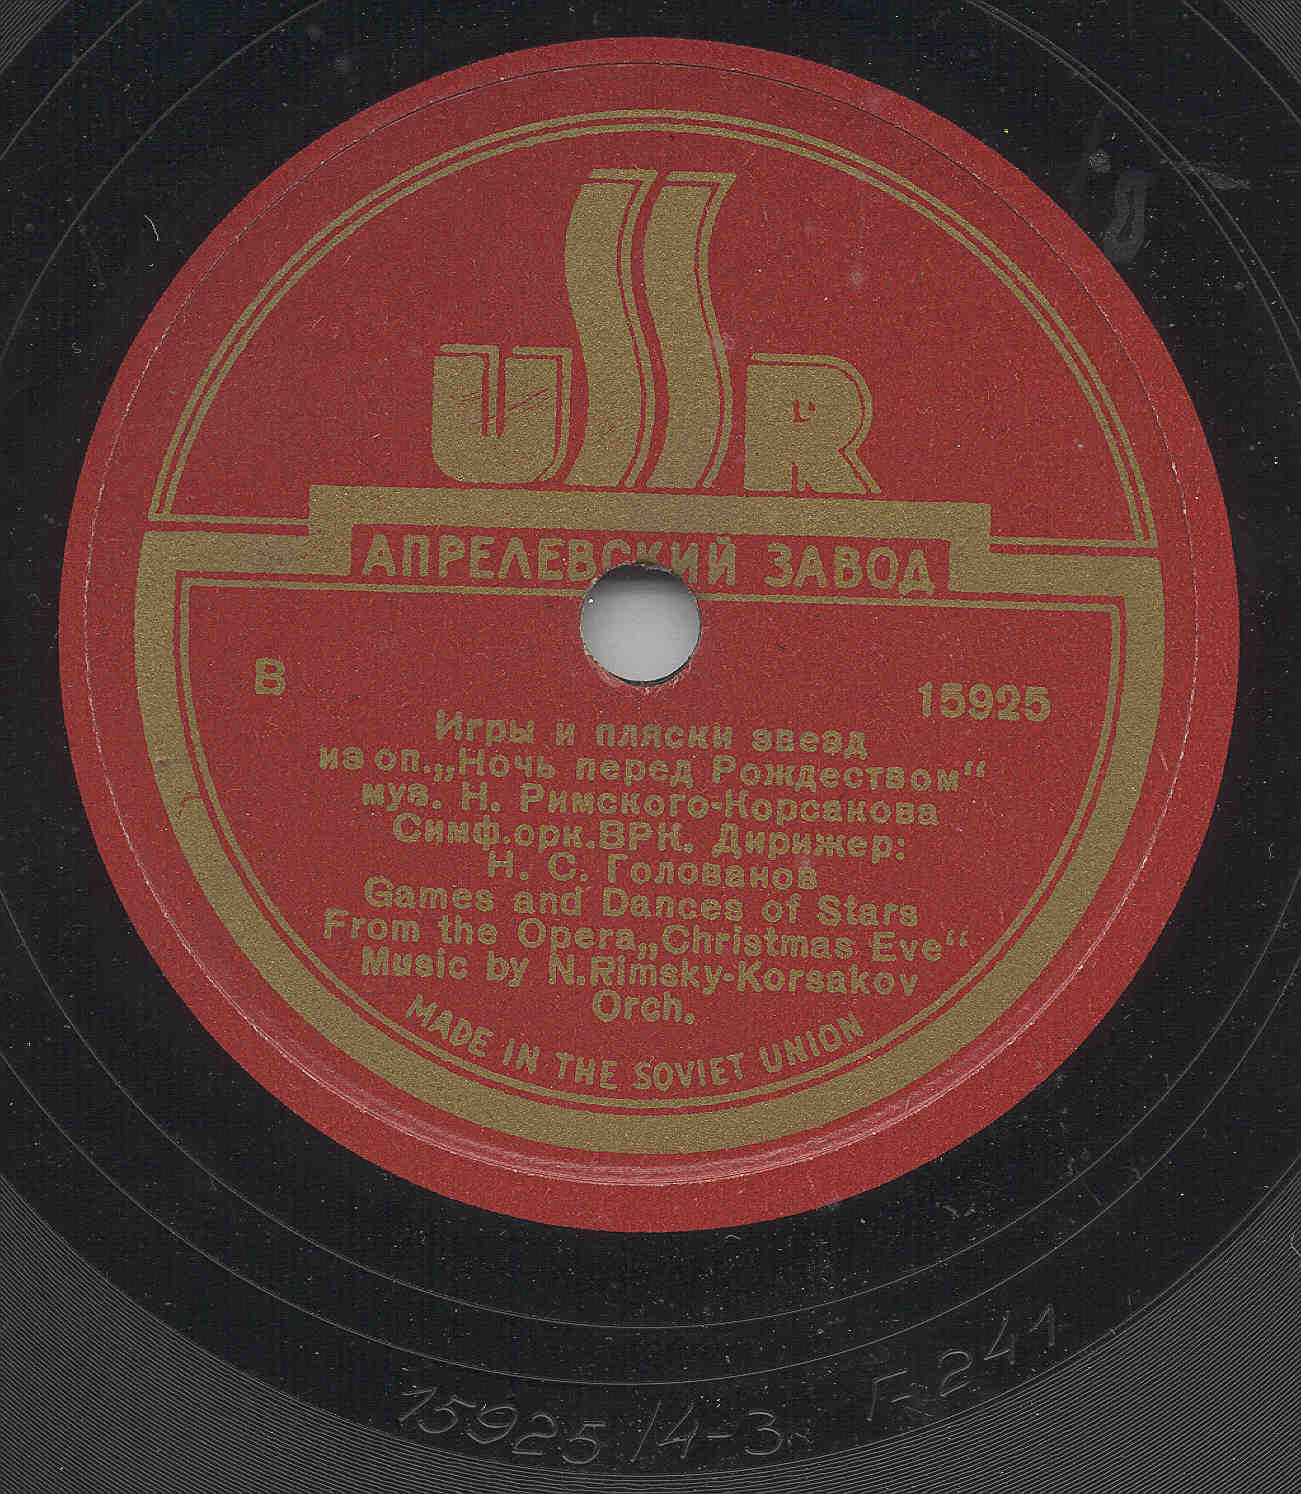 USSR
АПРЕЛЕВСКИЙ ЗАВОД
В 15925
Игры и пляски звезд
из оп.„Ночь перед Рождеством“
муз. Н. Римского-Корсакова
Симф.орк.ВРК. Дирижер:
Н. С. Голованов
Games and Dances of Stars
From the Opera„Christmas Eve“
Music by N.Rimsky-Korsakov
Orch.
MADE IN THE SOVIET UNION
15925/4-3 Г-241